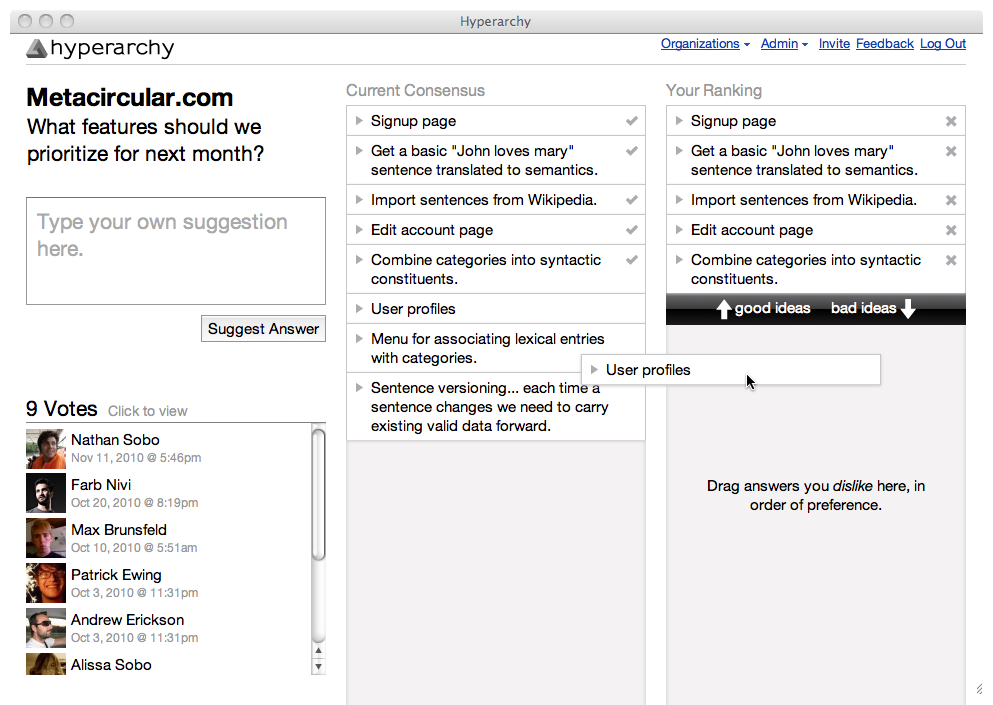 Hyperarchy
hyperarchy
Organizations Admin Invite Feedback Log Out
Metacircular.com
What features should we
prioritize for next month?
Type your own suggestion
here.
Suggest Answer
9 Votes Click to view
Nathan Sobo
Nov 11, 2010 @ 5:46pm
Farb Nivi
Oct 20, 2010 @ 8:19pm
Max Brunsfeld
Oct 10, 2010 @ 5:51am
Patrick Ewing
Oct 3, 2010 @ 11:31pm
Andrew Erickson
Oct 3, 2010 @ 11:31pm
Alissa Sobo
Current Consensus
Signup page
Get a basic "John loves mary"
sentence translated to semantics.
Import sentences from Wikipedia.
Edit account page
Combine categories into syntactic
constituents.
User profiles
Menu for associating lexical entries
with categories.
Sentence versioning... each time a
sentence changes we need to carry
existing valid data forward.
Your Ranking
Signup page
Get a basic "John loves mary"
sentence translated to semantics.
Import sentences from Wikipedia.
Edit account page
Combine categories into syntactic
constituents.
good ideas bad ideas
User profiles
Drag answers you dislike here, in
order of preference.